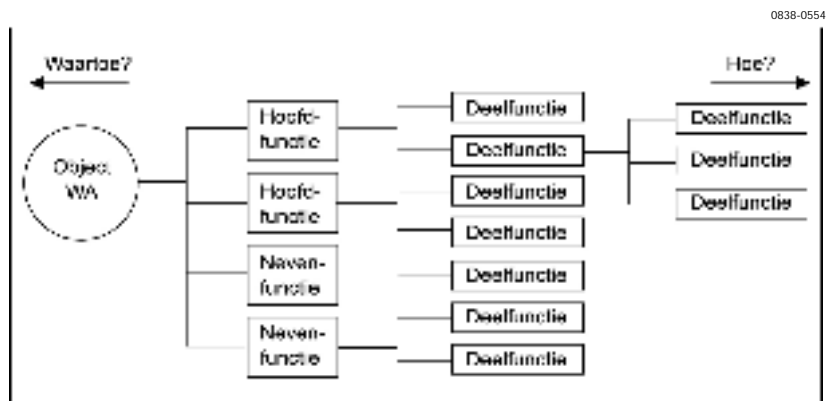 0838-0554
Waartoe?
Hoe?
Object
WA
Hoofd-
functie
Hoofd-
functie
Neven-
functie
Neven-
functie
Deelfunctie
Deelfunctie
Deelfunctie
Deelfunctie
Deelfunctie
Deelfunctie
Deelfunctie
Deelfunctie
Deelfunctie
Deelfunctie